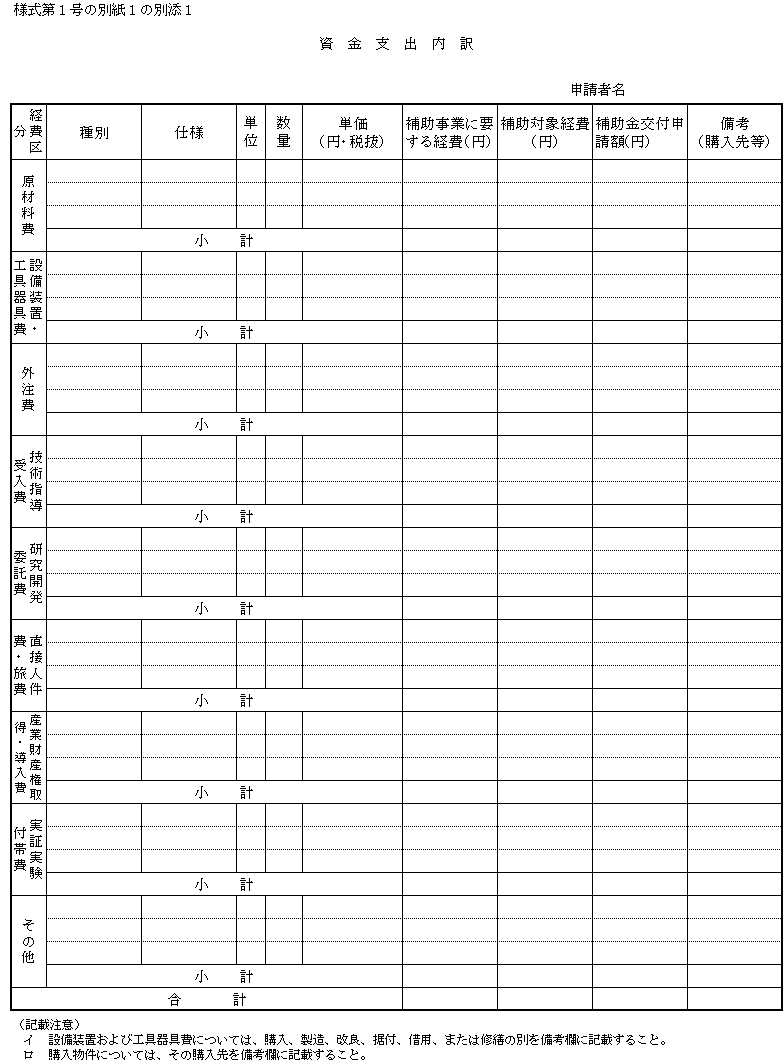 様式第１号の別紙１の別添１
資金支出内訳
申請者名
経費区分
種別
仕様
単位
数量
単価
(円・税抜)
補助事業に要
する経費(円)
補助対象経費
(円)
補助金交付申
請額(円)
備考
(購入先等)
原材料費
小　計
設備装置・
工具器具費
小　計
外注費
小　計
技術指導
受入費
小　計
研究開発
委託費
小　計
直接人件
費・旅費
小　計
産業財産権取
得・導入費
小　計
実証実験
付帯費
小　計
その他
小　計
合　計
（記載注意）
イ　設備装置および工具器具費については、購入、製造、改良、据付、借用、または修繕の別を備考欄に記載すること。
ロ　購入物件については、その購入先を備考欄に記載すること。